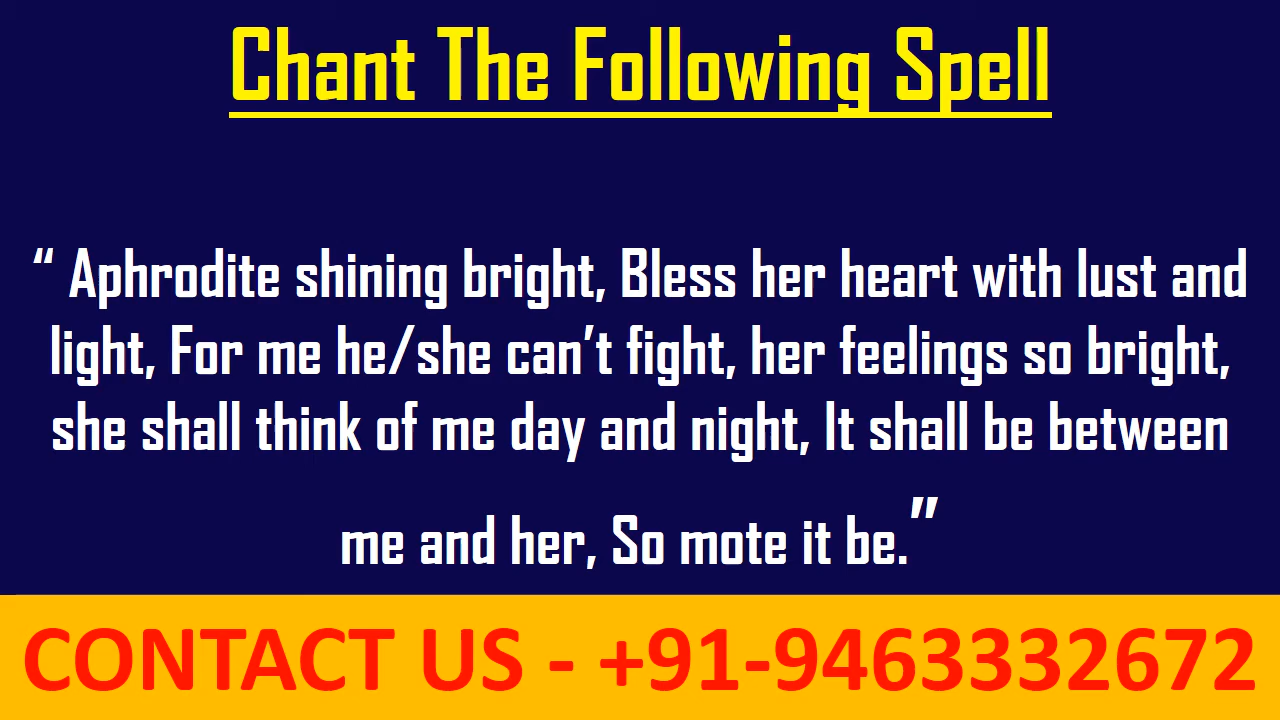 Chant The Following Spell
“ Aphrodite shining bright, Bless her heart with lust and
light, For me he/she can’t fight, her feelings so bright,
she shall think of me day and night, It shall be between
me and her, So mote it be.”
CONTACT US - +91-9463332672